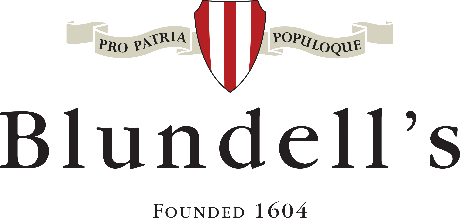 PRO PATRIA POPULOQUE
Blundell's
FOUNDED 1604